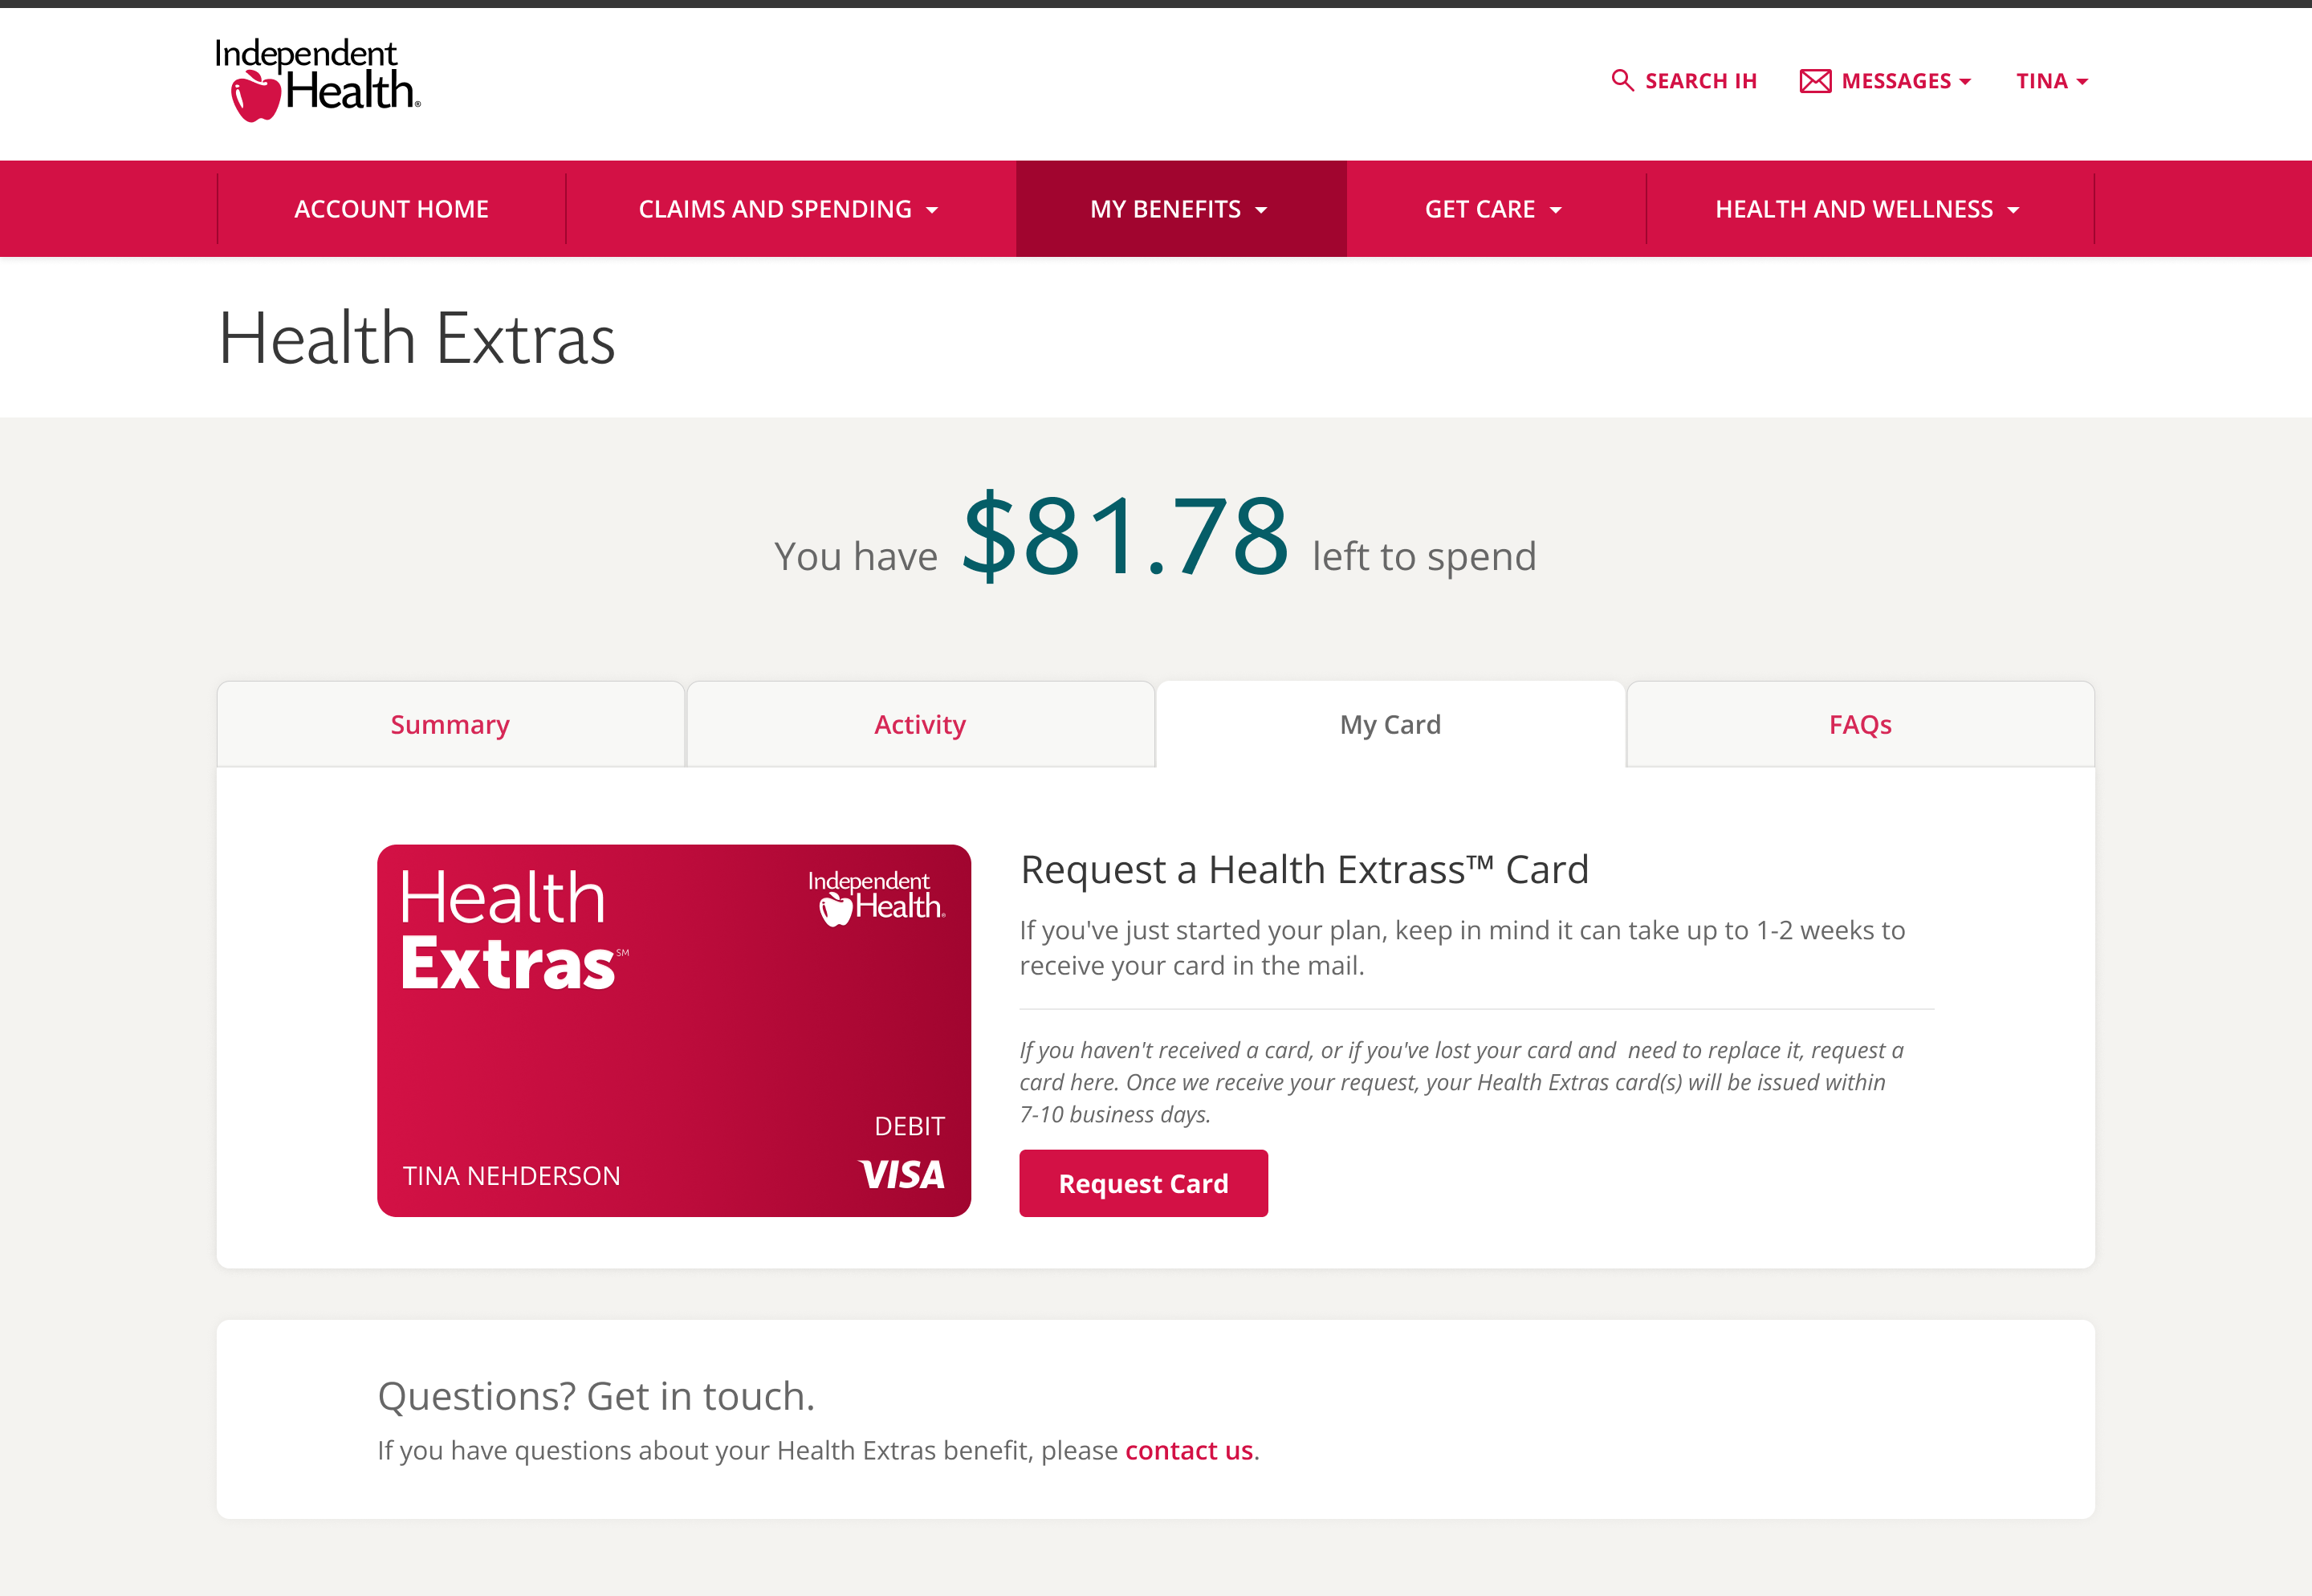 Independent
Health®
SEARCH IH
MESSAGES
TINA
ACCOUNT HOME
CLAIMS AND SPENDING
MY BENEFITS
GET CARE
HEALTH AND WELLNESS
Health Extras
You have $81.78 left to spend
Summary
Activity
My Card
FAQs
Health
Extras℠
Independent
Health®
DEBIT
TINA NEHDERSON
VISA
Request a Health Extrass™ Card
If you've just started your plan, keep in mind it can take up to 1-2 weeks to
receive your card in the mail.
If you haven't received a card, or if you've lost your card and  need to replace it, request a
card here. Once we receive your request, your Health Extras card(s) will be issued within
7-10 business days.
Request Card
Questions? Get in touch.
If you have questions about your Health Extras benefit, please contact us.